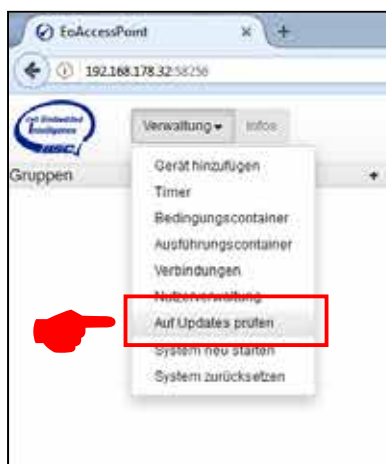 EoAccessPoint
192.168.178.32:58256
Verwaltung
Infos
Gruppen
Gerät hinzufügen
Timer
Bedingungscontainer
Ausführungscontainer
Verbindungen
Nutzerverwaltung
Auf Updates prüfen
System neu starten
System zurücksetzen